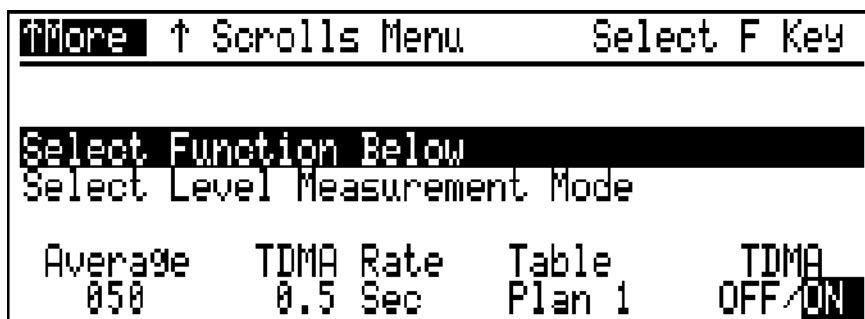 ↑More ↑ Scrolls Menu Select F Key
Select Function Below
Select Level Measurement Mode
Average TDMA Rate Table TDMA
050 0.5 Sec Plan 1 OFF/ON